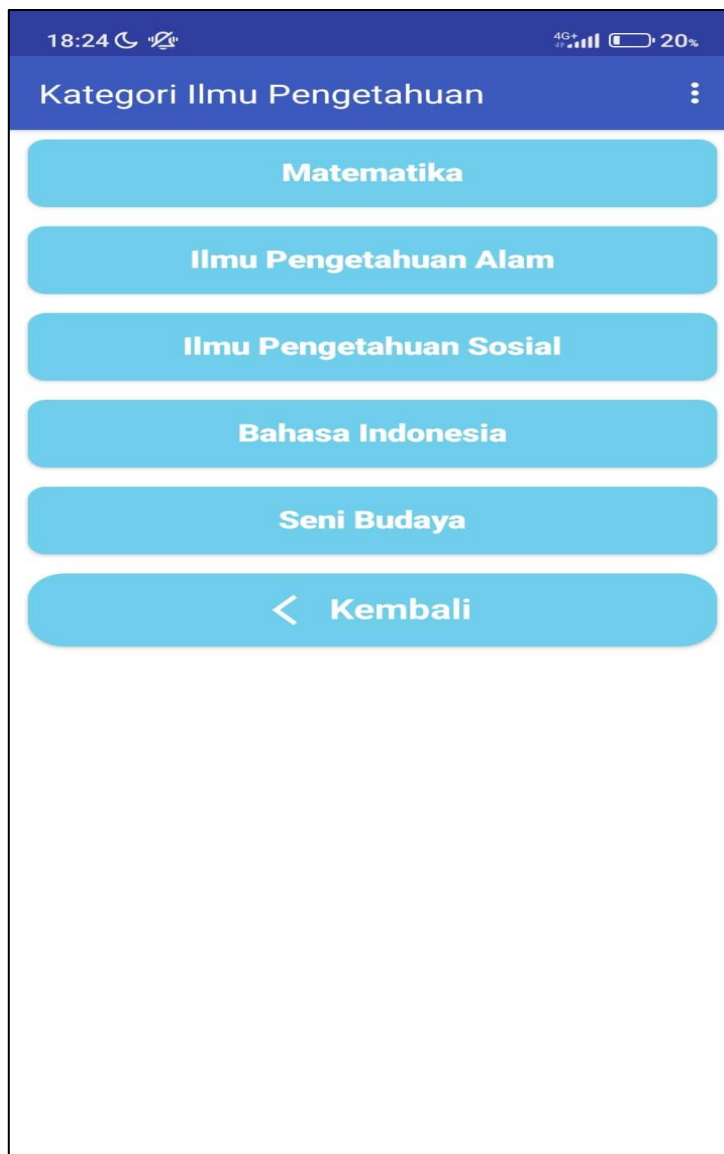 18:24
4G+ 20%
Kategori Ilmu Pengetahuan
Matematika
Ilmu Pengetahuan Alam
Ilmu Pengetahuan Sosial
Bahasa Indonesia
Seni Budaya
Kembali